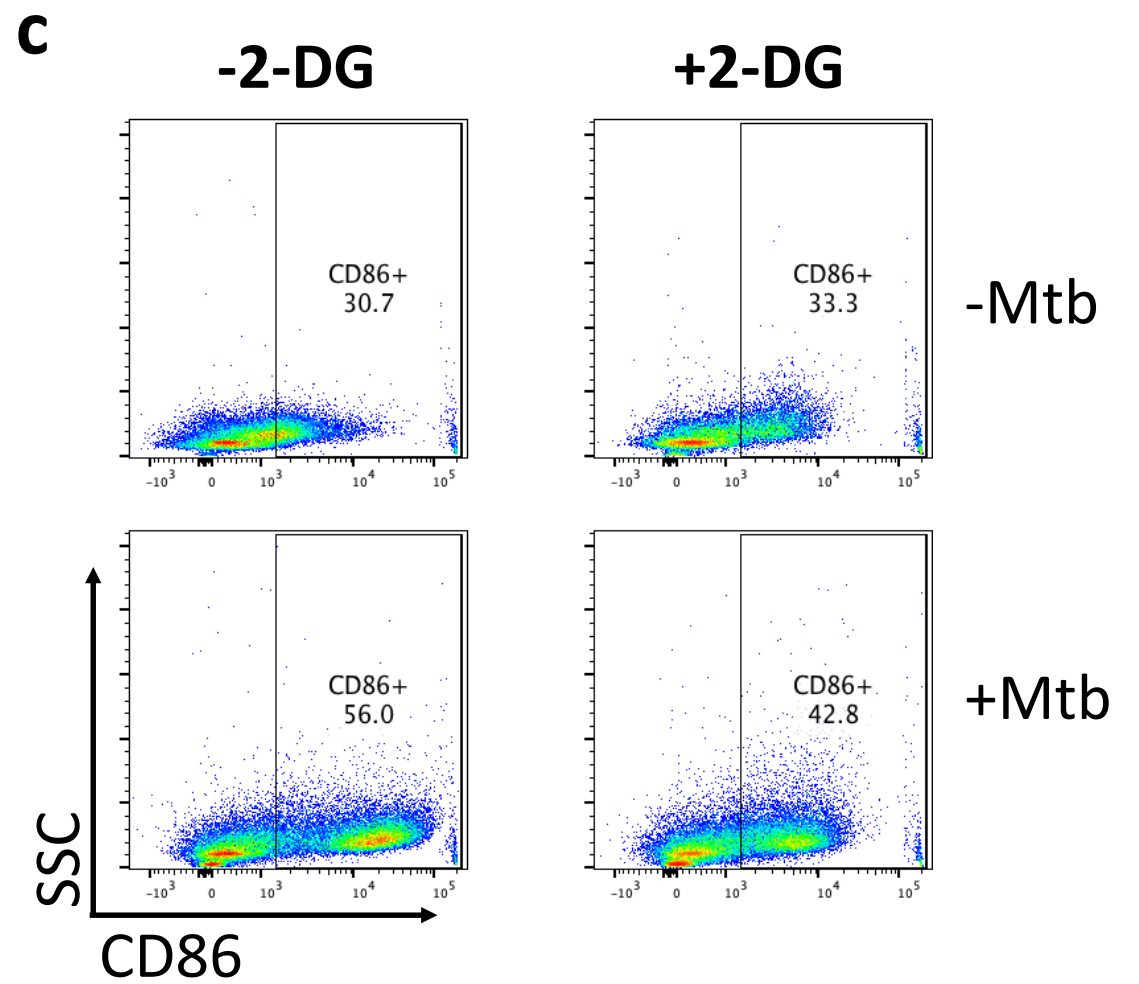 c
-2-DG
+2-DG
CD86+
30.7
CD86+
33.3
-Mtb
-10³ 0 10³ 10⁴ 10⁵
-10³ 0 10³ 10⁴ 10⁵
CD86+
56.0
CD86+
42.8
+Mtb
-10³ 0 10³ 10⁴ 10⁵
-10³ 0 10³ 10⁴ 10⁵
SSC
CD86